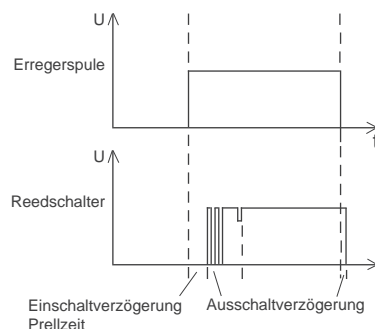 U
Erregerspule
t
U
Reedschalter
Einschaltverzögerung Ausschaltverzögerung
Prellzeit